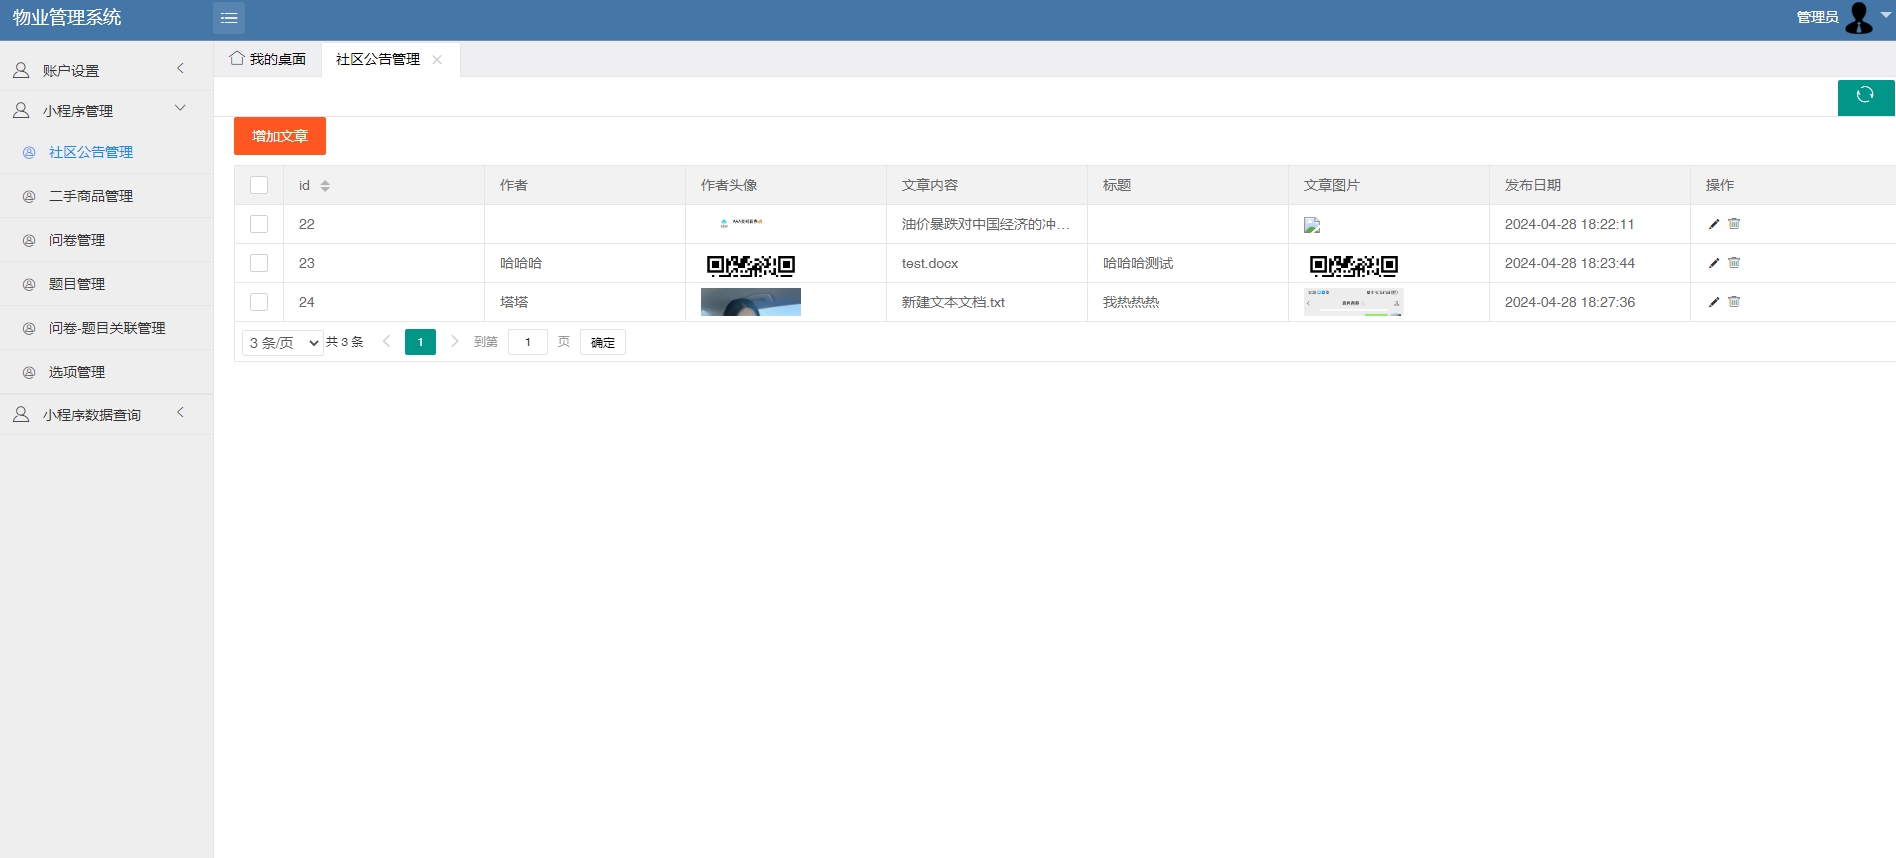 物业管理系统
管理员
账户设置
小程序管理
社区公告管理
二手商品管理
问卷管理
题目管理
问卷-题目关联管理
选项管理
小程序数据查询
我的桌面 社区公告管理
增加文章
id 作者 作者头像 文章内容 标题 文章图片 发布日期 操作
22 油价暴跌对中国经济的冲... 2024-04-28 18:22:11
23 哈哈哈 test.docx 哈哈哈测试 2024-04-28 18:23:44
24 塔塔 新建文本文档.txt 我热热热 2024-04-28 18:27:36
3 条/页 共 3 条 1 到第 1 页 确定